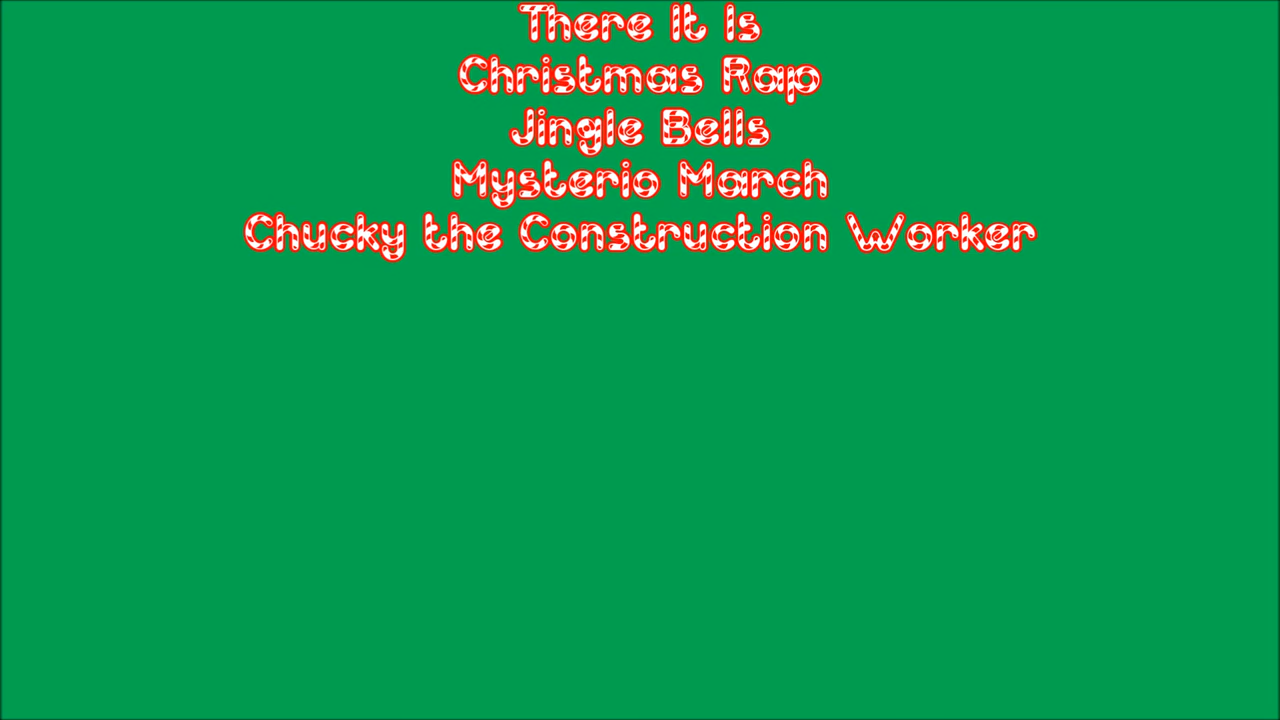 There It Is
Christmas Rap
Jingle Bells
Mysterio March
Chucky the Construction Worker